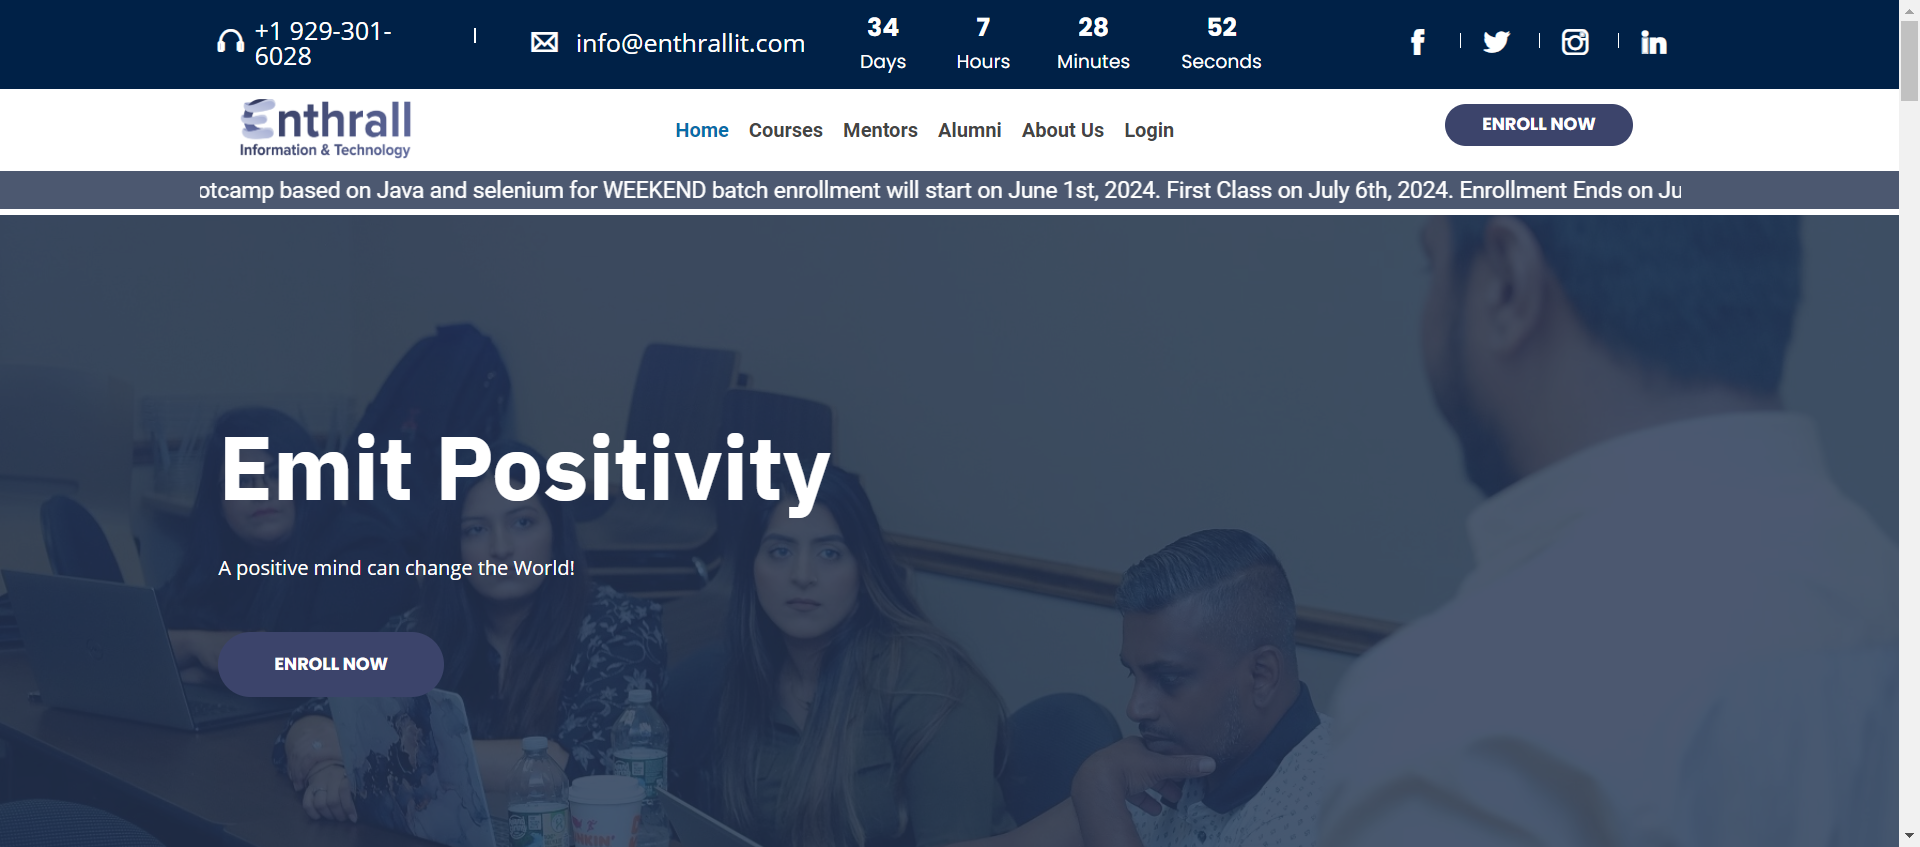 +1 929-301-
6028
info@enthrallit.com
34 7 28 52
Days Hours Minutes Seconds
Enthrall
Information & Technology
Home Courses Mentors Alumni About Us Login
ENROLL NOW
otcamp based on Java and selenium for WEEKEND batch enrollment will start on June 1st, 2024. First Class on July 6th, 2024. Enrollment Ends on Ju
Emit Positivity
A positive mind can change the World!
ENROLL NOW